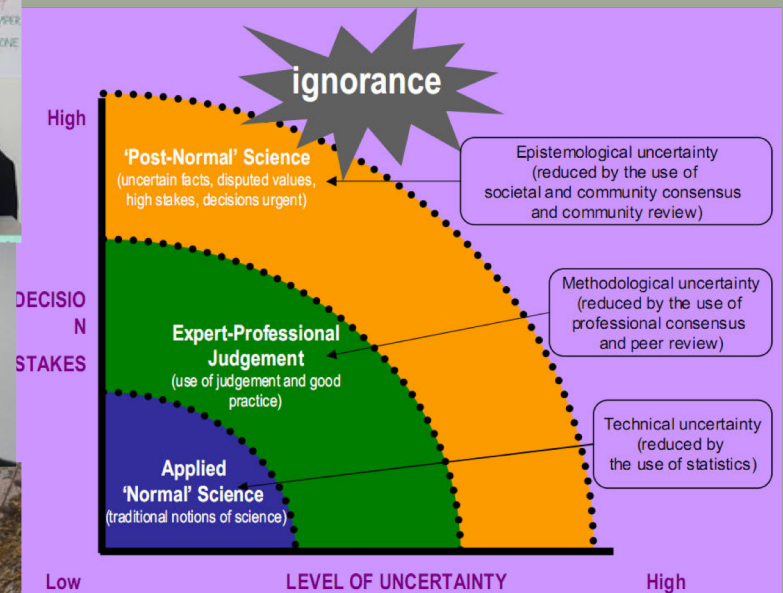 ignorance
High
'Post-Normal' Science
(uncertain facts, disputed values,
high stakes, decisions urgent)
Epistemological uncertainty
(reduced by the use of
societal and community consensus
and community review)
DECISIO
N
STAKES
Expert-Professional
Judgement
(use of judgement and good
practice)
Methodological uncertainty
(reduced by the use of
professional consensus
and peer review)
Applied
'Normal' Science
(traditional notions of science)
Technical uncertainty
(reduced by
the use of statistics)
Low
LEVEL OF UNCERTAINTY
High